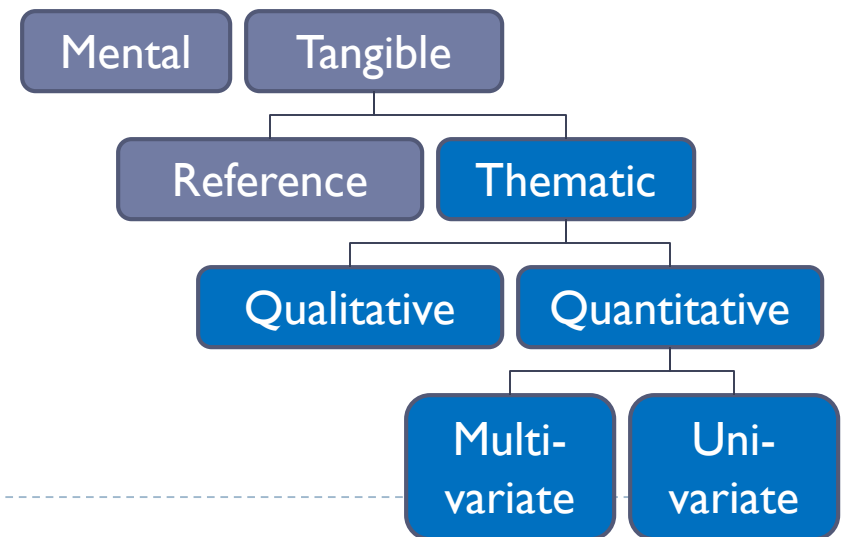 Mental Tangible
Reference Thematic
Qualitative Quantitative
Multi-
variate
Uni-
variate